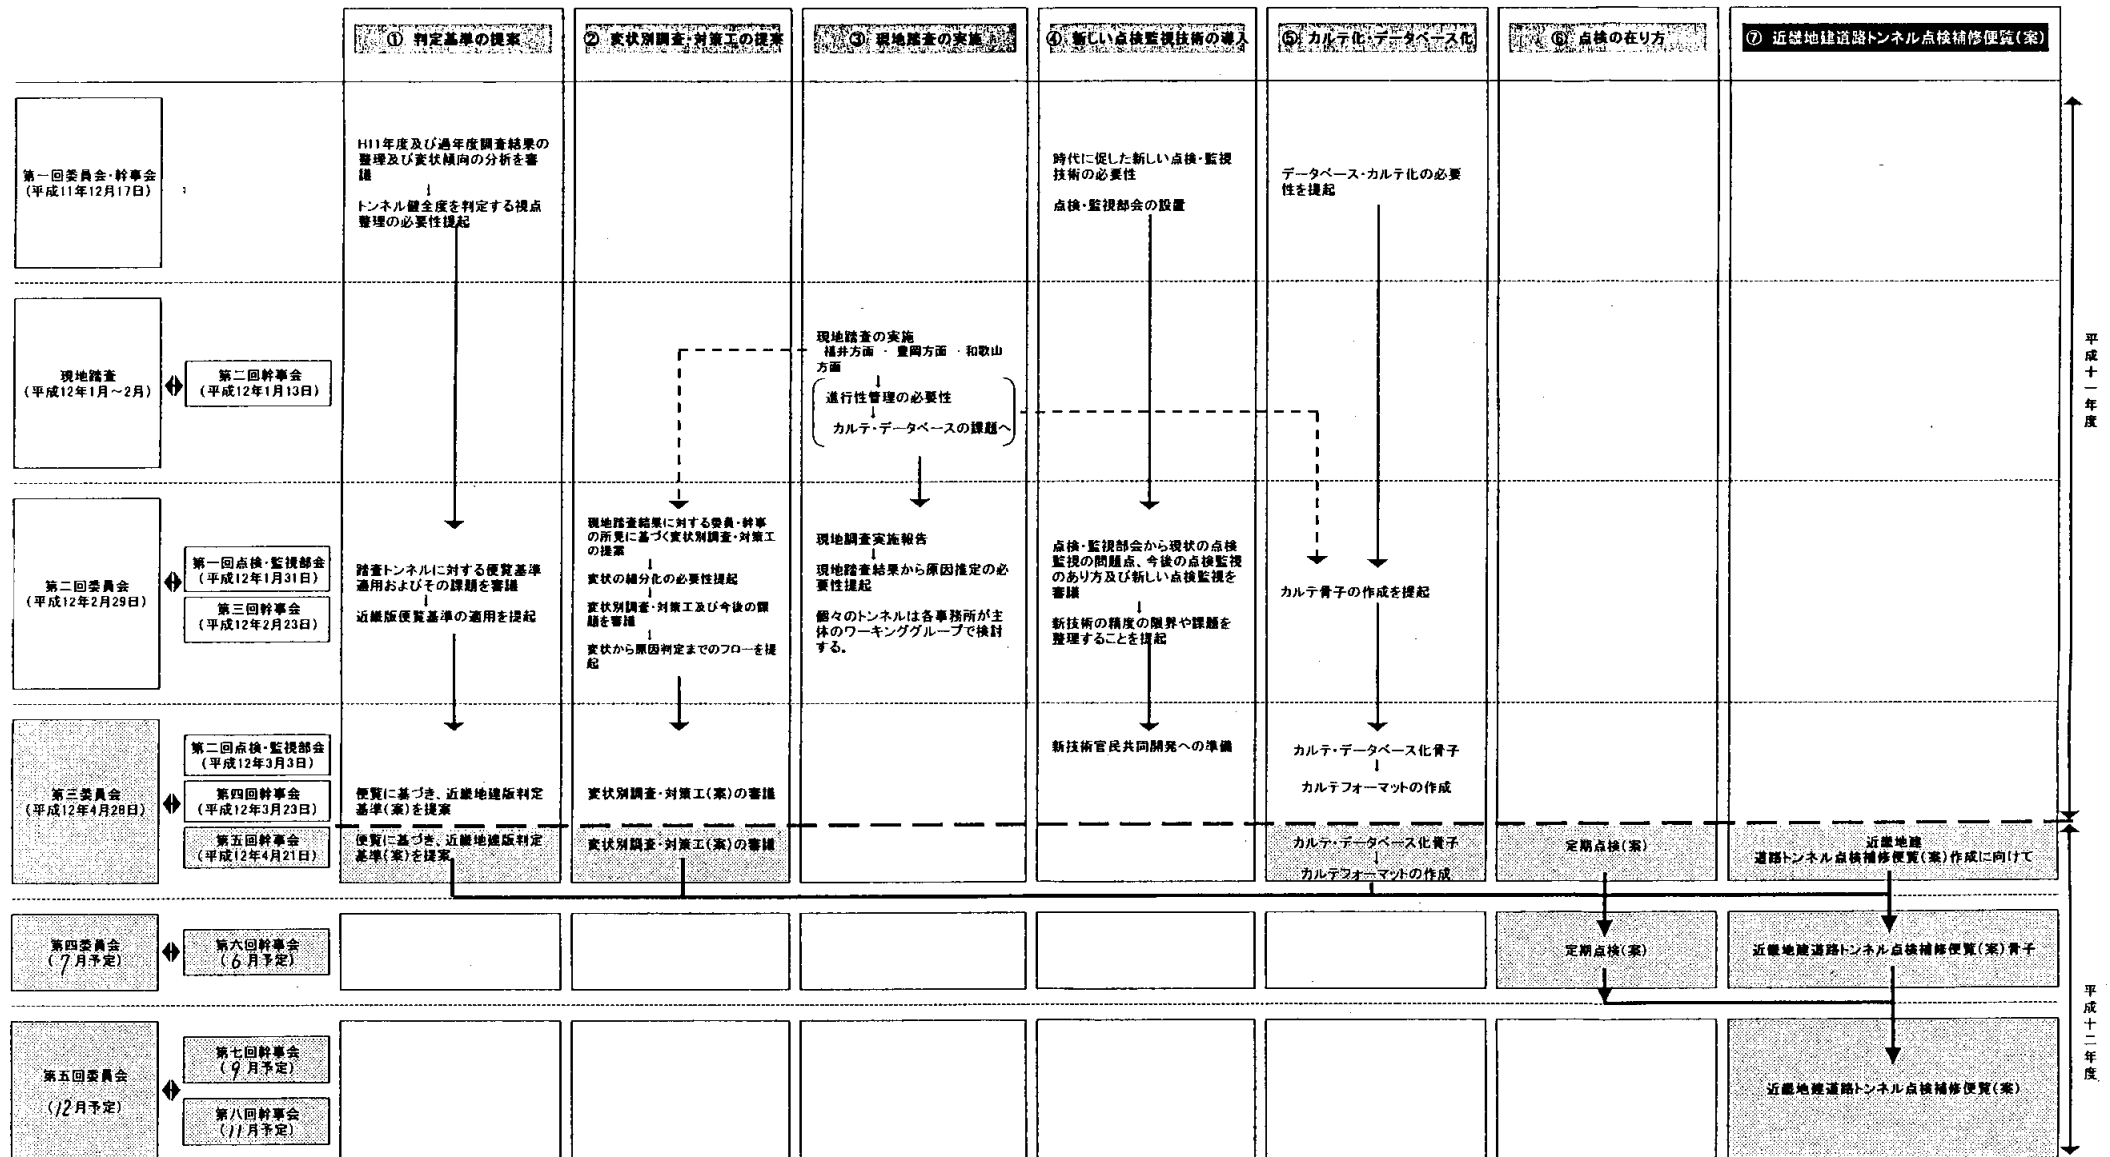 ① 判定基準の提案
② 変状別調査・対策工の提案
③ 現地踏査の実施
④ 新しい点検監視技術の導入
⑤ カルテ化・データベース化
⑥ 点検の在り方
⑦ 近畿地建道路トンネル点検補修便覧(案)
第一回委員会・幹事会
(平成11年12月17日)
H11年度及び過年度調査結果の
整理及び変状傾向の分析を審
議
↓
トンネル健全度を判定する視点
整理の必要性提起
時代に促した新しい点検・監視
技術の必要性
点検・監視部会の設置
データベース・カルテ化の必要
性を提起
現地踏査
(平成12年1月～2月)
第二回幹事会
(平成12年1月13日)
現地踏査の実施
福井方面 ・ 豊岡方面 ・和歌山
方面
↓
進行性管理の必要性
↓
カルテ・データベースの課題へ
平成十一年度
第二回委員会
(平成12年2月29日)
第一回点検・監視部会
(平成12年1月31日)
第三回幹事会
(平成12年2月23日)
踏査トンネルに対する便覧基準
適用およびその課題を審議
↓
近畿版便覧基準の適用を提起
現地踏査結果に対する委員・幹事
の所見に基づく変状別調査・対策工
の提案
↓
変状の細分化の必要性提起
↓
変状別調査・対策工及び今後の課
題を審議
↓
変状から原因判定までのフローを提
起
現地調査実施報告
↓
現地踏査結果から原因推定の必
要性提起
個々のトンネルは各事務所が主
体のワーキンググループで検討
する。
点検・監視部会から現状の点検
監視の問題点、今後の点検監視
のあり方及び新しい点検監視を
審議
↓
新技術の精度の限界や課題を
整理することを提起
カルテ骨子の作成を提起
第三委員会
(平成12年4月28日)
第二回点検・監視部会
(平成12年3月3日)
第四回幹事会
(平成12年3月23日)
第五回幹事会
(平成12年4月21日)
便覧に基づき、近畿地建版判定
基準(案)を提案
変状別調査・対策工(案)の審議
新技術官民共同開発への準備
カルテ・データベース化骨子
↓
カルテフォーマットの作成
便覧に基づき、近畿地建版判定
基準(案)を提案
変状別調査・対策工(案)の審議
カルテ・データベース化骨子
↓
カルテフォーマットの作成
定期点検(案)
近畿地建
道路トンネル点検補修便覧(案)作成に向けて
第四委員会
(7月予定)
第六回幹事会
(6月予定)
定期点検(案)
近畿地建道路トンネル点検補修便覧(案)骨子
平成十二年度
第五回委員会
(12月予定)
第七回幹事会
(9月予定)
第八回幹事会
(11月予定)
近畿地建道路トンネル点検補修便覧(案)